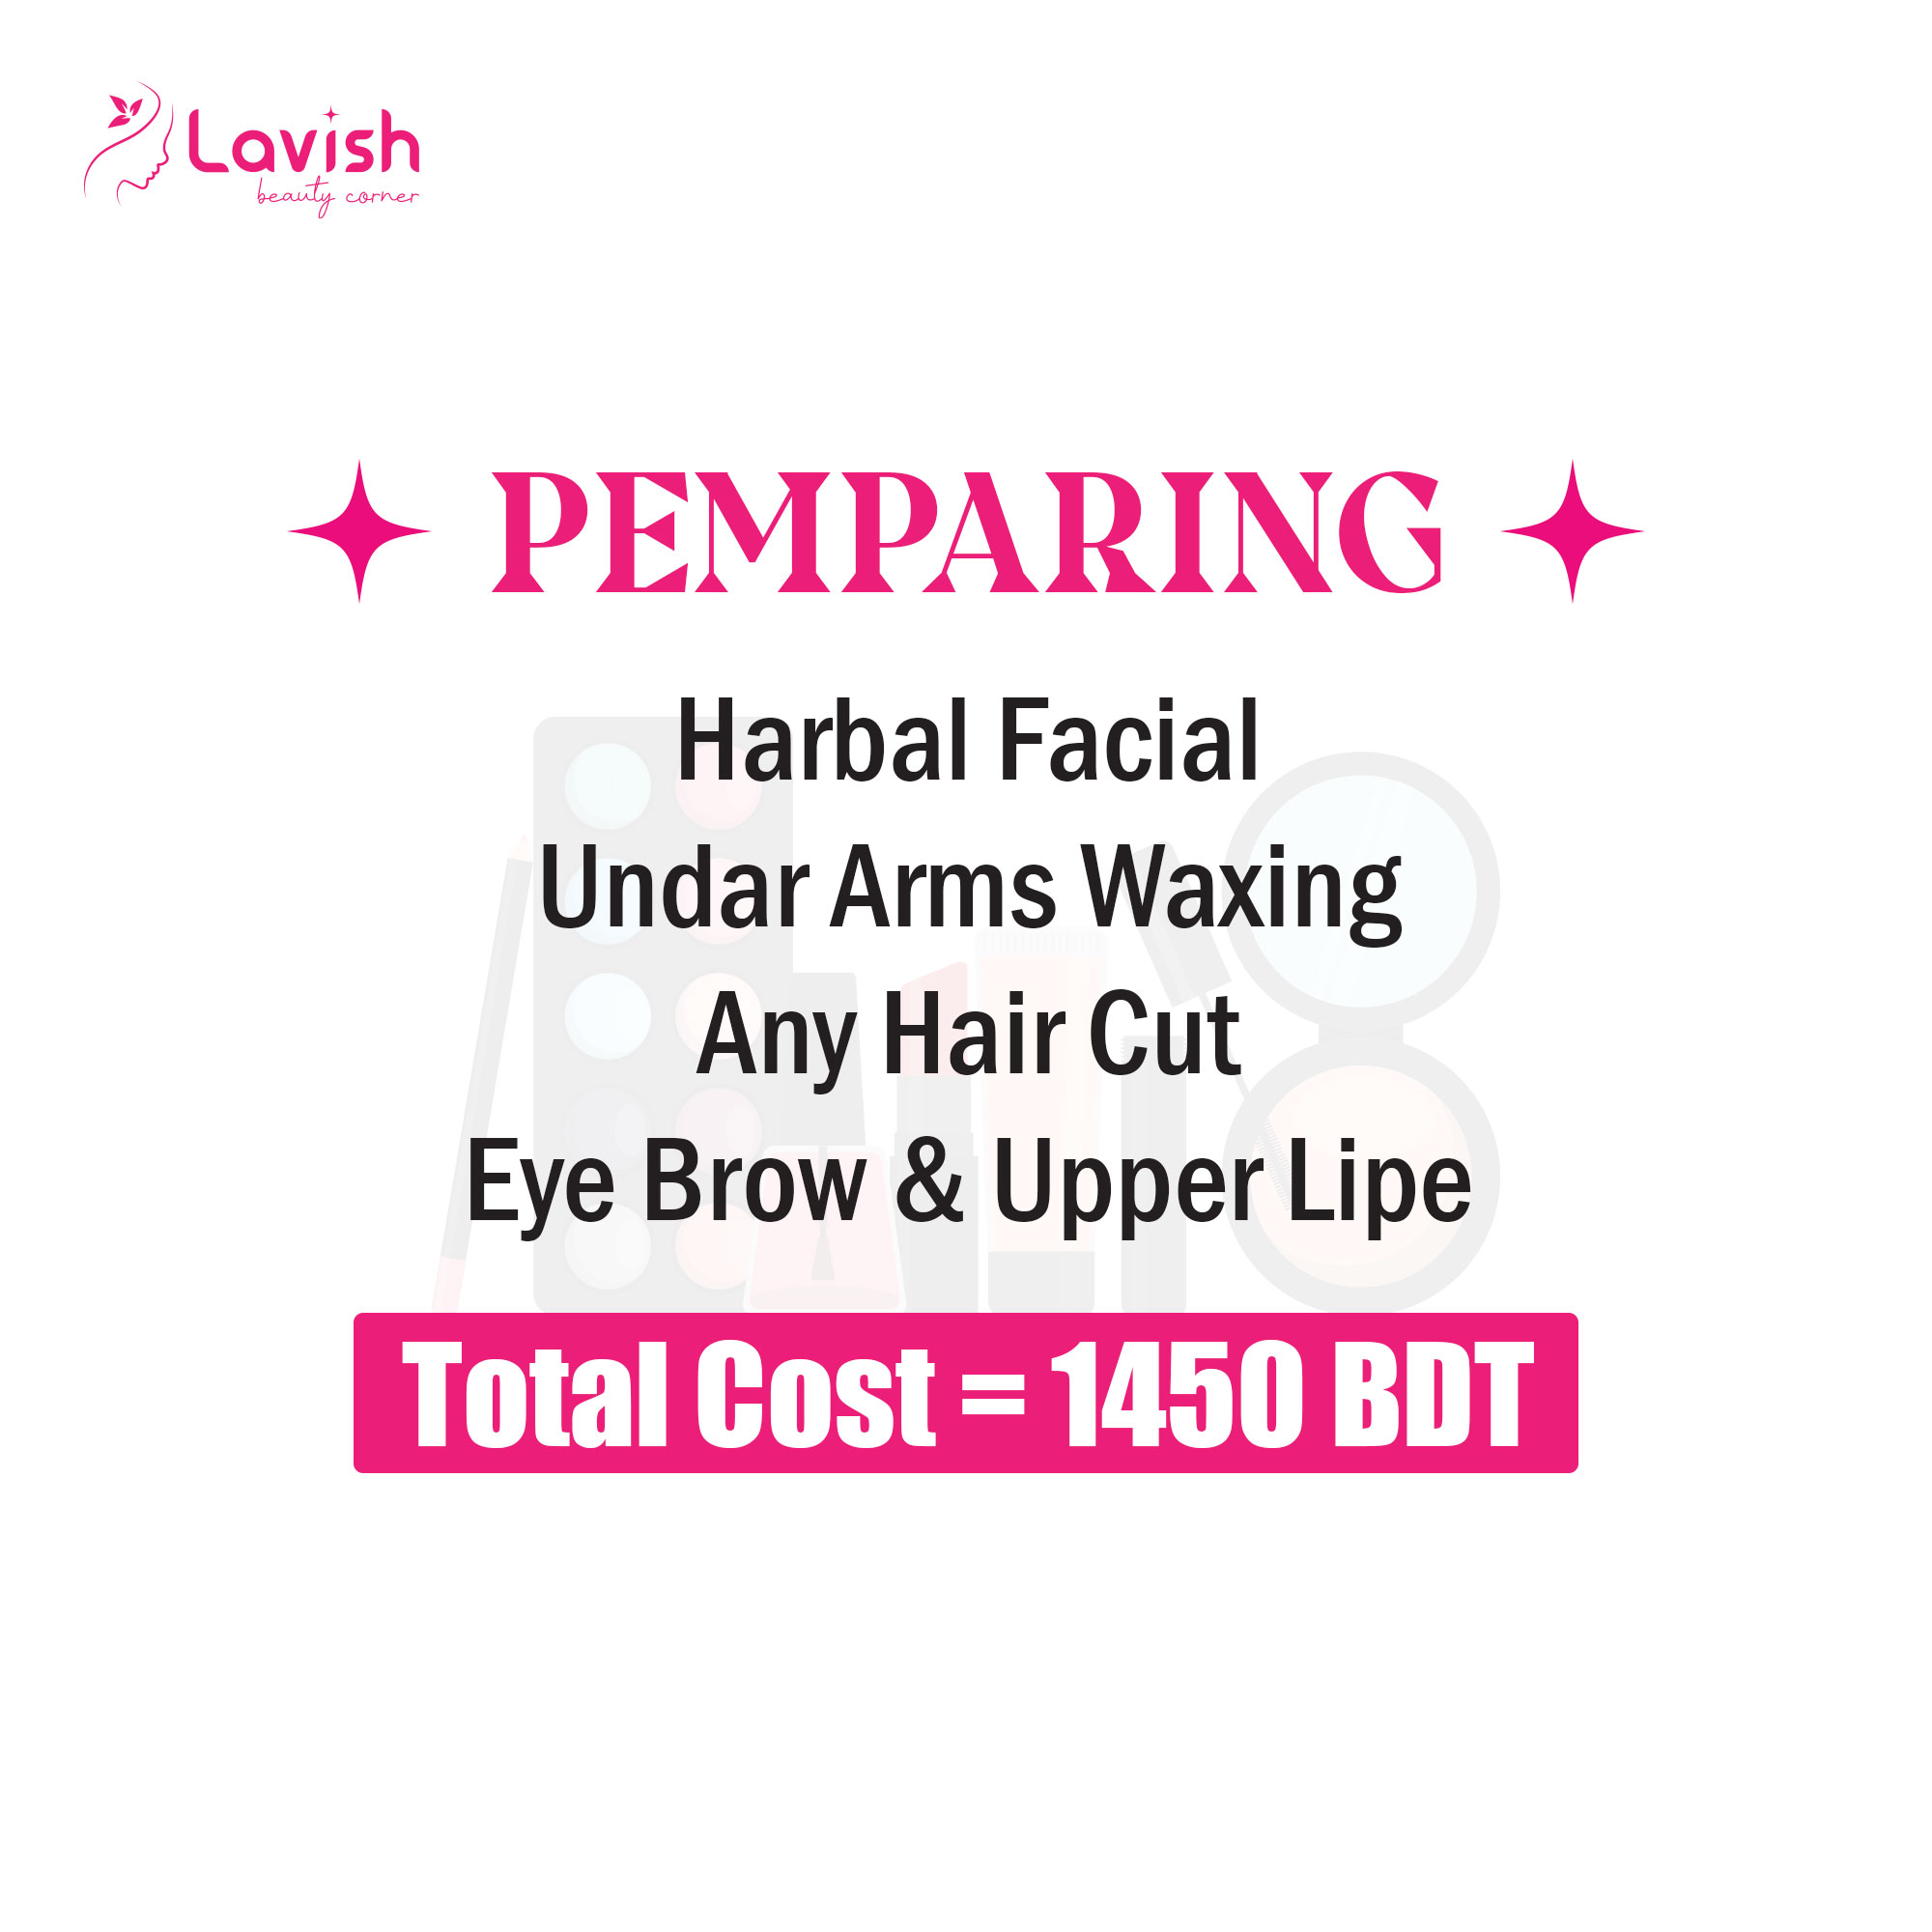 Lavish
beauty corner
PEMPARING
Harbal Facial
Undar Arms Waxing
Any Hair Cut
Eye Brow & Upper Lipe
Total Cost = 1450 BDT